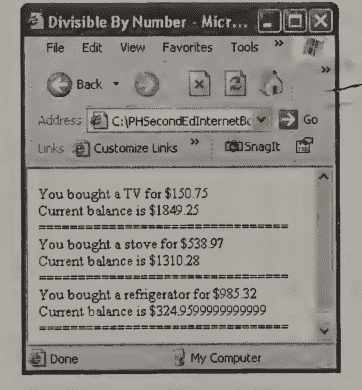 Divisible By Number - Micr...
File Edit View Favorites Tools »
»
Back
Address C:\PHSecondEdInternetBo Go
Links Customize Links » SnagIt
You bought a TV for $150.75
Current balance is $1849.25
===============================
You bought a stove for $538.97
Current balance is $1310.28
===============================
You bought a refrigerator for $985.32
Current balance is $324.9599999999999
===============================
Done My Computer